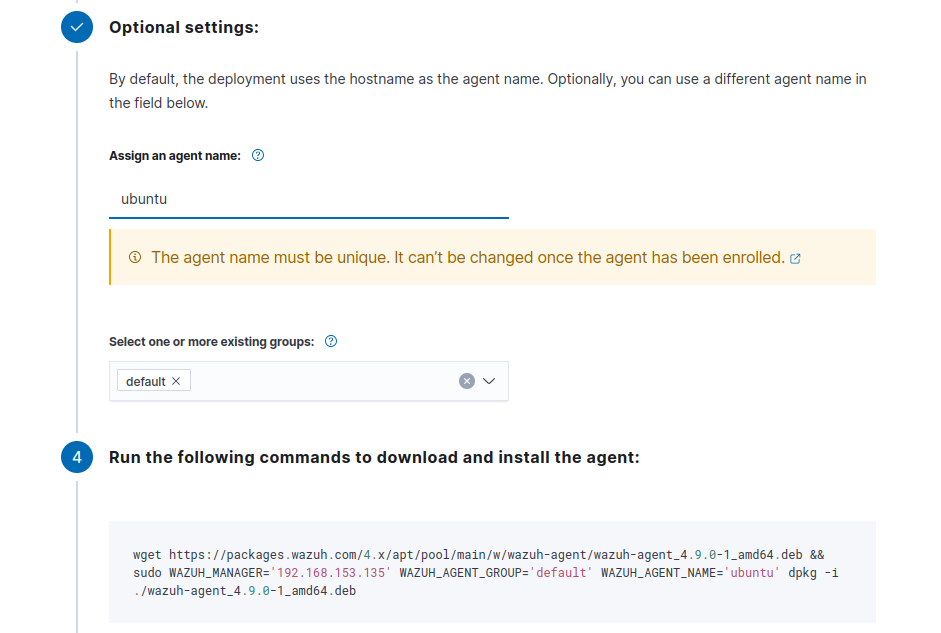 Optional settings:
By default, the deployment uses the hostname as the agent name. Optionally, you can use a different agent name in
the field below.
Assign an agent name:
ubuntu
The agent name must be unique. It can't be changed once the agent has been enrolled.
Select one or more existing groups:
default
4 Run the following commands to download and install the agent:
wget https://packages.wazuh.com/4.x/apt/pool/main/w/wazuh-agent/wazuh-agent_4.9.0-1_amd64.deb &&
sudo WAZUH_MANAGER='192.168.153.135' WAZUH_AGENT_GROUP='default' WAZUH_AGENT_NAME='ubuntu' dpkg -i
./wazuh-agent_4.9.0-1_amd64.deb